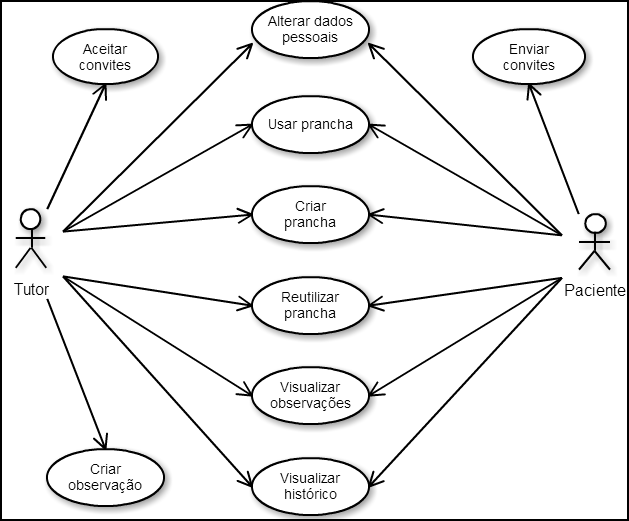 Alterar dados
pessoais
Aceitar
convites
Enviar
convites
Usar prancha
Criar
prancha
Tutor
Paciente
Reutilizar
prancha
Visualizar
observações
Criar
observação
Visualizar
histórico